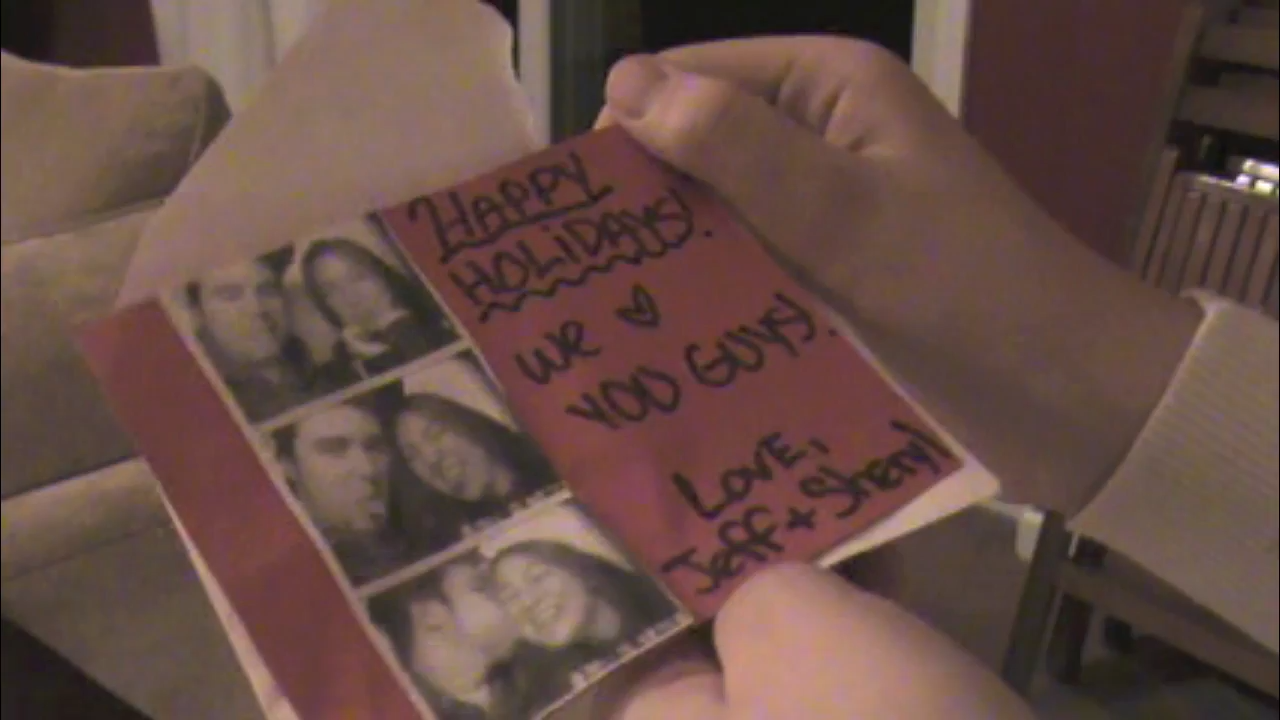 HAPPY
HOLiDAYS!
We ♡
YOU GUYS!
LOVE,
Jeff + Sheryl